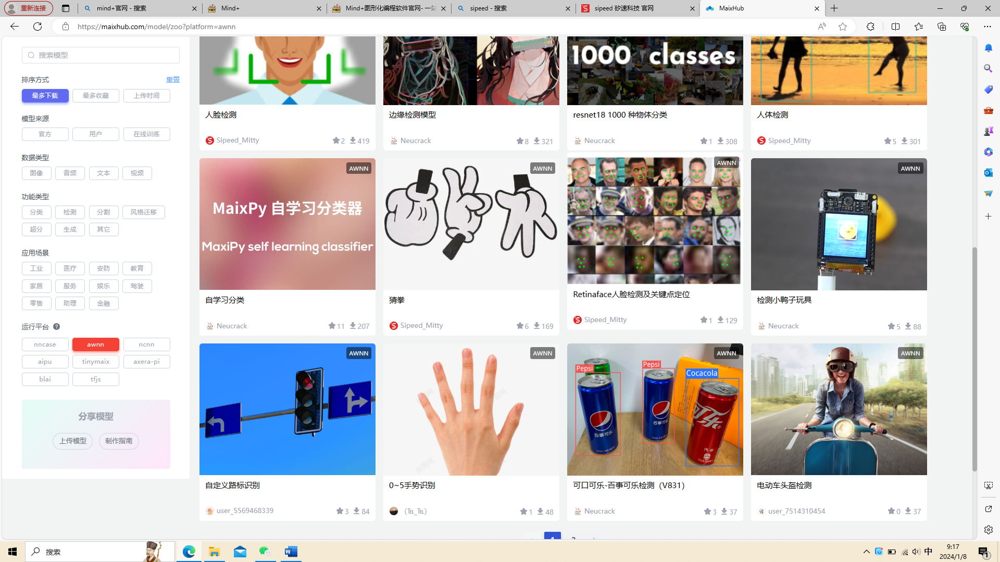 重新连接
mind+官网 - 搜索
Mind+
Mind+图形化编程软件官网- 一站
sipeed - 搜索
sipeed 矽速科技 官网
MaixHub
https://maixhub.com/model/zoo?platform=awnn
搜索模型
排序方式
重置
最多下载
最多收藏
上传时间
模型来源
官方
用户
在线训练
数据类型
图像
音频
文本
视频
功能类型
分类
检测
分割
风格迁移
超分
生成
其它
应用场景
工业
医疗
安防
教育
家居
服务
娱乐
驾驶
零售
助理
金融
运行平台
?
nncase
awnn
ncnn
aipu
tinymaix
axera-pi
blai
tfjs
分享模型
上传模型
制作指南
人脸检测
Sipeed_Mitty
2
419
边缘检测模型
Neucrack
8
321
1000 classes
resnet18 1000 种物体分类
Neucrack
1
308
人体检测
Sipeed_Mitty
5
301
AWNN
MaixPy 自学习分类器
MaxiPy self learning classifier
自学习分类
Neucrack
11
207
AWNN
猜拳
Sipeed_Mitty
6
169
AWNN
Retinaface人脸检测及关键点定位
Sipeed_Mitty
1
129
AWNN
检测小鸭子玩具
Neucrack
5
88
AWNN
自定义路标识别
user_5569468339
3
84
AWNN
0~5手势识别
（℡_℡）
1
48
AWNN
Pepsi
Pepsi
Cocacola
百事可乐
百事可乐
汽水
可口可乐-百事可乐检测（V831）
Neucrack
3
37
AWNN
电动车头盔检测
user_7514310454
0
37
1
2
搜索
中
9:17
2024/1/8
1